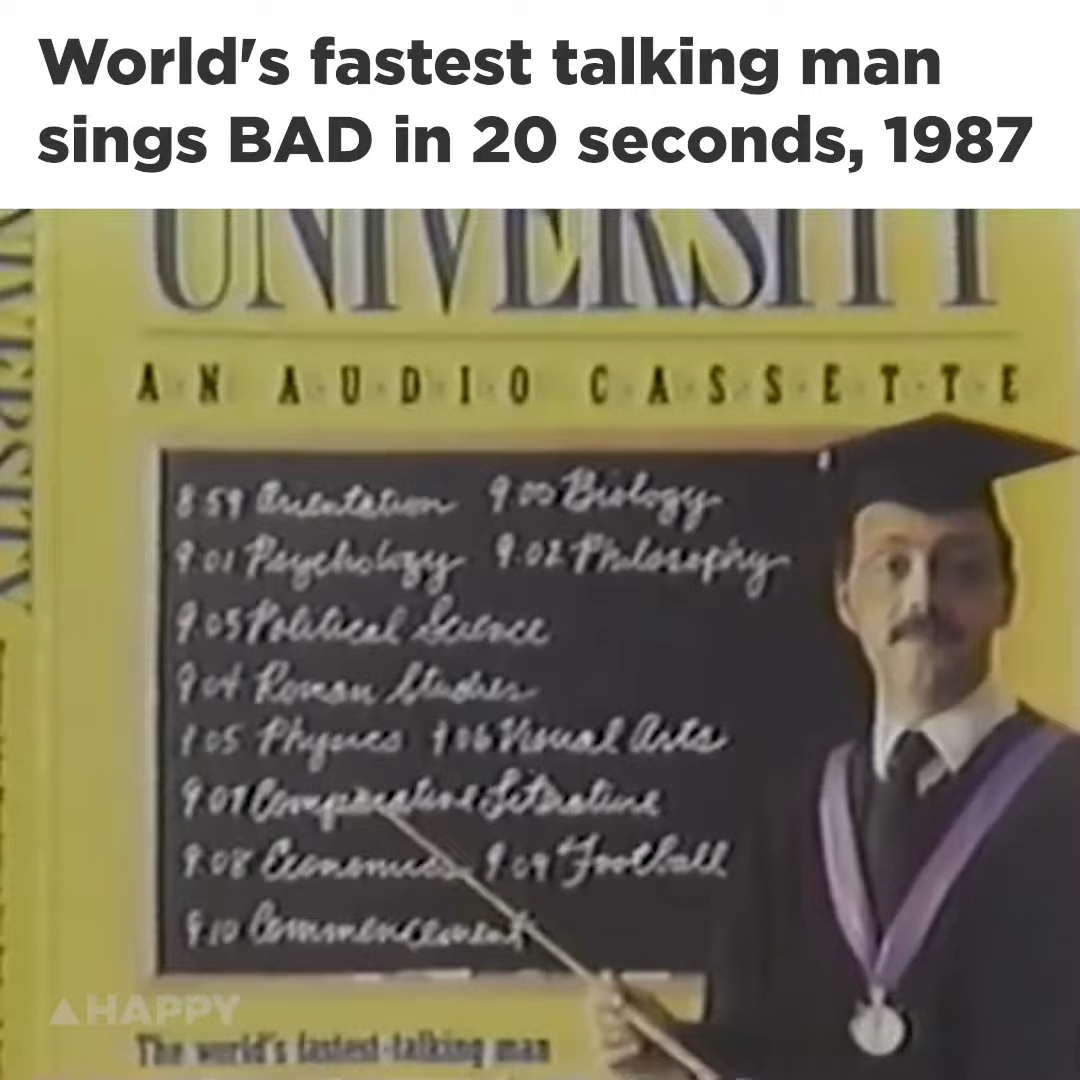 World's fastest talking man
sings BAD in 20 seconds, 1987
UNIVERSITY
UNIVERSITY
A·N A·U·D·I·O C·A·S·S·E·T·T·E
8:59 Orientation 9:00 Biology
9:01 Psychology 9:02 Philosophy
9:03 Political Science
9:04 Roman Studies
9:05 Physics 9:06 Visual Arts
9:07 Comparative Literature
9:08 Economics 9:09 Football
9:10 Commencement
HAPPY
The world's fastest-talking man